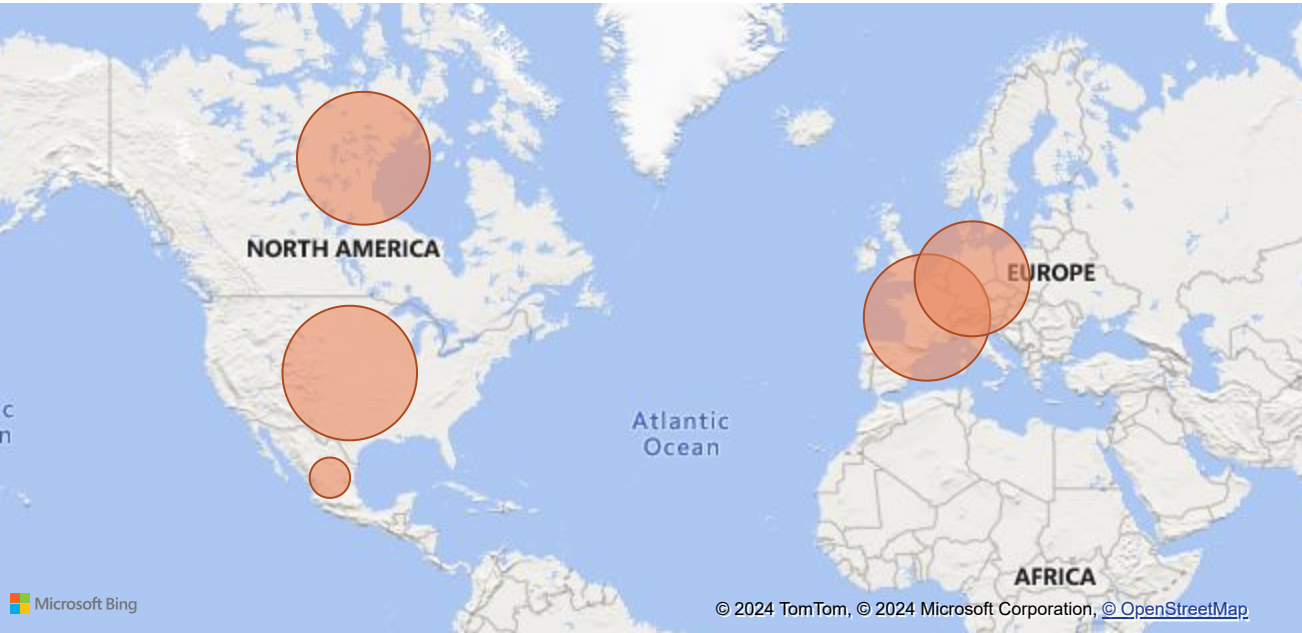 NORTH AMERICA
EUROPE
c
n
Atlantic
Ocean
AFRICA
Microsoft Bing
© 2024 TomTom, © 2024 Microsoft Corporation, © OpenStreetMap